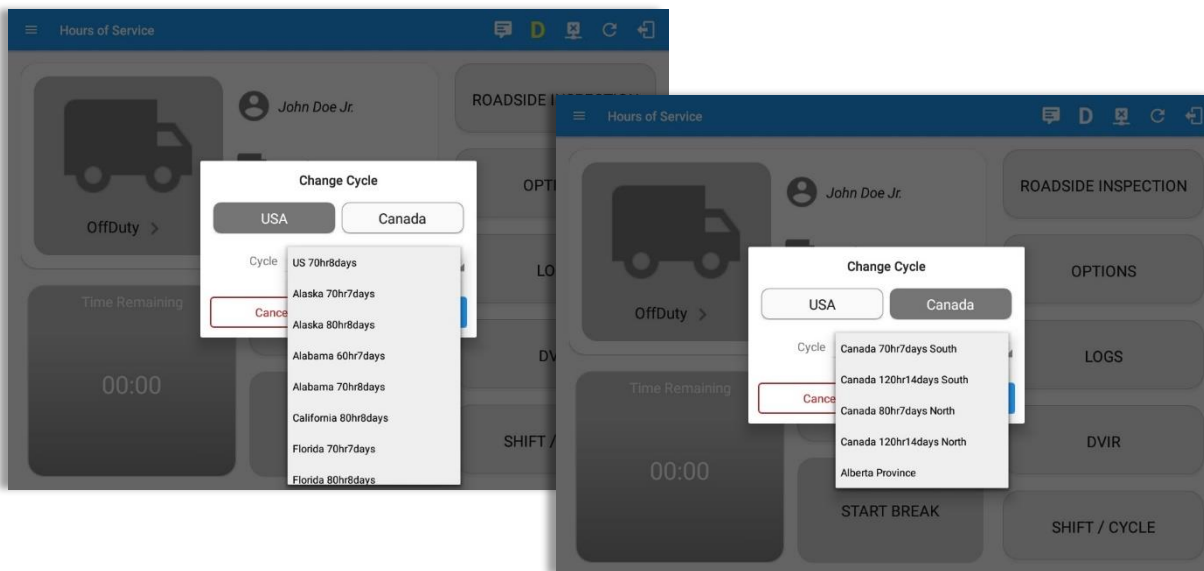 Hours of Service
D
John Doe Jr.
ROADSIDE
OffDuty >
Change Cycle
USA
Canada
Cycle
US 70hr8days
Alaska 70hr7days
Alaska 80hr8days
Alabama 60hr7days
Alabama 70hr8days
California 80hr8days
Florida 70hr7days
Florida 80hr8days
Time Remaining
00:00
Hours of Service
D
John Doe Jr.
ROADSIDE INSPECTION
OffDuty >
OPTIONS
Change Cycle
USA
Canada
Cycle
Canada 70hr7days South
Canada 120hr14days South
Canada 80hr7days North
Canada 120hr14days North
Alberta Province
LOGS
Time Remaining
00:00
DVIR
START BREAK
SHIFT / CYCLE